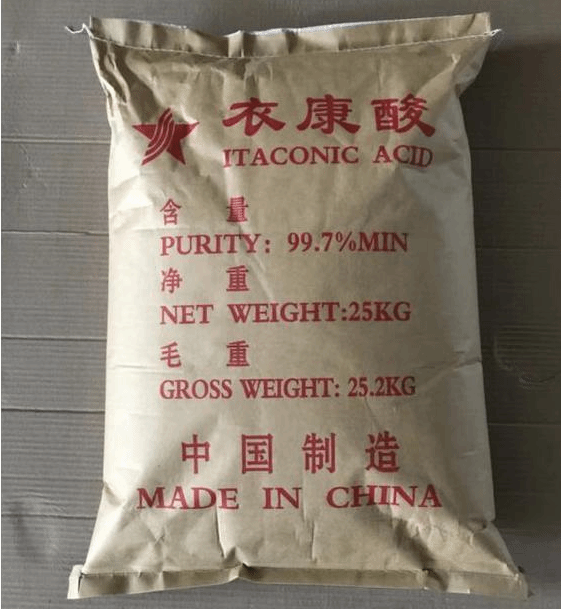 衣康酸
ITACONIC ACID
含 量
PURITY: 99.7%MIN
净 重
NET WEIGHT:25KG
毛 重
GROSS WEIGHT: 25.2KG
中国制造
MADE IN CHINA